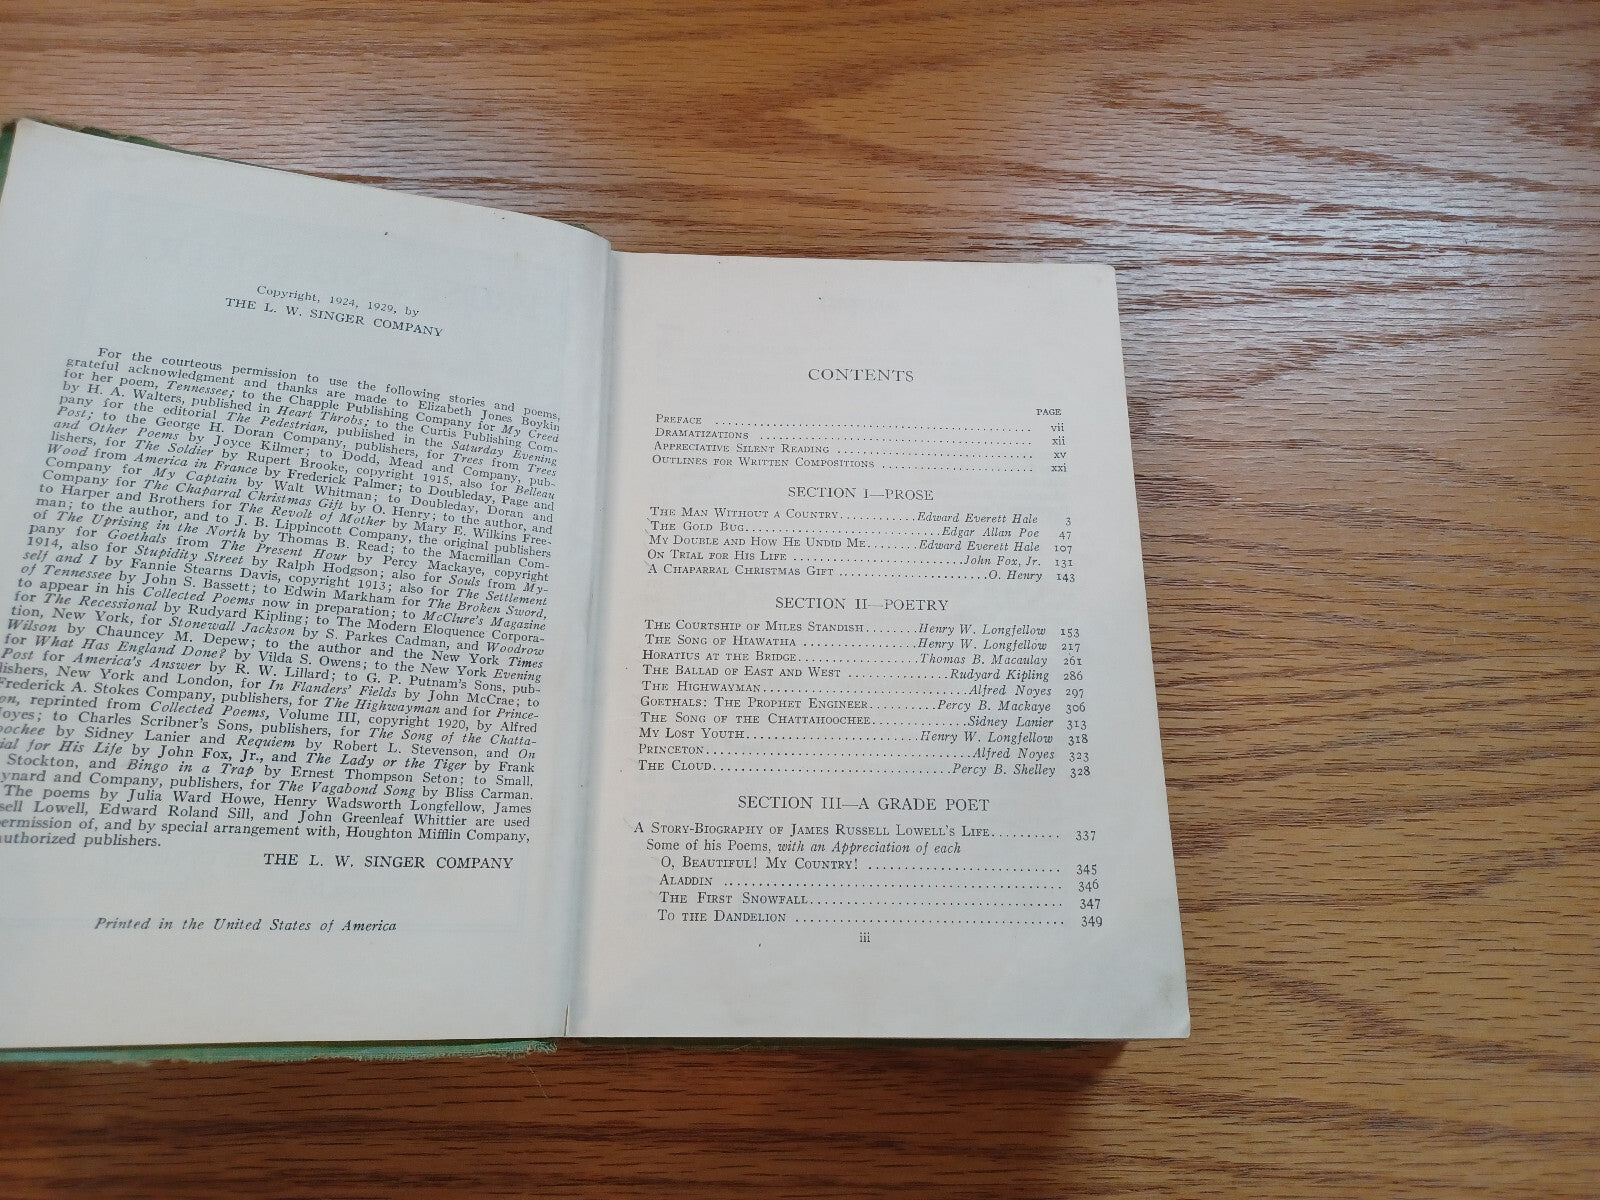 Copyright, 1924, 1929, by
THE L. W. SINGER COMPANY
For the courteous permission to use the following stories and poems,
grateful acknowledgment and thanks are made to Elizabeth Jones Boykin
for her poem, Tennessee; to the Chapple Publishing Company for My Creed
by H. A. Walters, published in Heart Throbs; to the Curtis Publishing Com-
pany for the editorial The Pedestrian, published in the Saturday Evening
Post; to the George H. Doran Company, publishers, for Trees from Trees
and Other Poems by Joyce Kilmer; to Dodd, Mead and Company, pub-
lishers, for The Soldier by Rupert Brooke, copyright 1915, also for Belleau
Wood from America in France by Frederick Palmer; to Doubleday, Page and
Company for My Captain by Walt Whitman; to Doubleday, Doran and
Company for The Chaparral Christmas Gift by O. Henry; to the author, and
to Harper and Brothers for The Revolt of Mother by Mary E. Wilkins Free-
man; to the author, and to J. B. Lippincott Company, the original publishers
of The Uprising in the North by Thomas B. Read; to the Macmillan Com-
pany for Goethals from The Present Hour by Percy Mackaye, copyright
1914, also for Stupidity Street by Ralph Hodgson; also for Souls from My-
self and I by Fannie Stearns Davis, copyright 1913; also for The Settlement
of Tennessee by John S. Bassett; to Edwin Markham for The Broken Sword,
to appear in his Collected Poems now in preparation; to McClure's Magazine
for The Recessional by Rudyard Kipling; to The Modern Eloquence Corpora-
tion, New York, for Stonewall Jackson by S. Parkes Cadman, and Woodrow
Wilson by Chauncey M. Depew; to the author and the New York Times
for What Has England Done? by Vilda S. Owens; to the New York Evening
Post for America's Answer by R. W. Lillard; to G. P. Putnam's Sons, pub-
lishers, New York and London, for In Flanders' Fields by John McCrae; to
Frederick A. Stokes Company, publishers, for The Highwayman and for Prince-
on, reprinted from Collected Poems, Volume III, copyright 1920, by Alfred
oyes; to Charles Scribner's Sons, publishers, for The Song of the Chatta-
oochee by Sidney Lanier and Requiem by Robert L. Stevenson, and On
ial for His Life by John Fox, Jr., and The Lady or the Tiger by Frank
Stockton, and Bingo in a Trap by Ernest Thompson Seton; to Small,
ynard and Company, publishers, for The Vagabond Song by Bliss Carman.
The poems by Julia Ward Howe, Henry Wadsworth Longfellow, James
sell Lowell, Edward Roland Sill, and John Greenleaf Whittier are used
ermission of, and by special arrangement with, Houghton Mifflin Company,
authorized publishers.
THE L. W. SINGER COMPANY
Printed in the United States of America
CONTENTS
PAGE
PREFACE .......... vii
DRAMATIZATIONS .......... xii
APPRECIATIVE SILENT READING .......... xv
OUTLINES FOR WRITTEN COMPOSITIONS .......... xxi
SECTION I—PROSE
THE MAN WITHOUT A COUNTRY .......... Edward Everett Hale 3
THE GOLD BUG .......... Edgar Allan Poe 47
MY DOUBLE AND HOW HE UNDID ME .......... Edward Everett Hale 107
ON TRIAL FOR HIS LIFE .......... John Fox, Jr. 131
A CHAPARRAL CHRISTMAS GIFT .......... O. Henry 143
SECTION II—POETRY
THE COURTSHIP OF MILES STANDISH .......... Henry W. Longfellow 153
THE SONG OF HIAWATHA .......... Henry W. Longfellow 217
HORATIUS AT THE BRIDGE .......... Thomas B. Macaulay 261
THE BALLAD OF EAST AND WEST .......... Rudyard Kipling 286
THE HIGHWAYMAN .......... Alfred Noyes 297
GOETHALS: THE PROPHET ENGINEER .......... Percy B. Mackaye 306
THE SONG OF THE CHATTAHOOCHEE .......... Sidney Lanier 313
MY LOST YOUTH .......... Henry W. Longfellow 318
PRINCETON .......... Alfred Noyes 323
THE CLOUD .......... Percy B. Shelley 328
SECTION III—A GRADE POET
A STORY-BIOGRAPHY OF JAMES RUSSELL LOWELL'S LIFE .......... 337
Some of his Poems, with an Appreciation of each
O, BEAUTIFUL! MY COUNTRY! .......... 345
ALADDIN .......... 346
THE FIRST SNOWFALL .......... 347
TO THE DANDELION .......... 349
iii